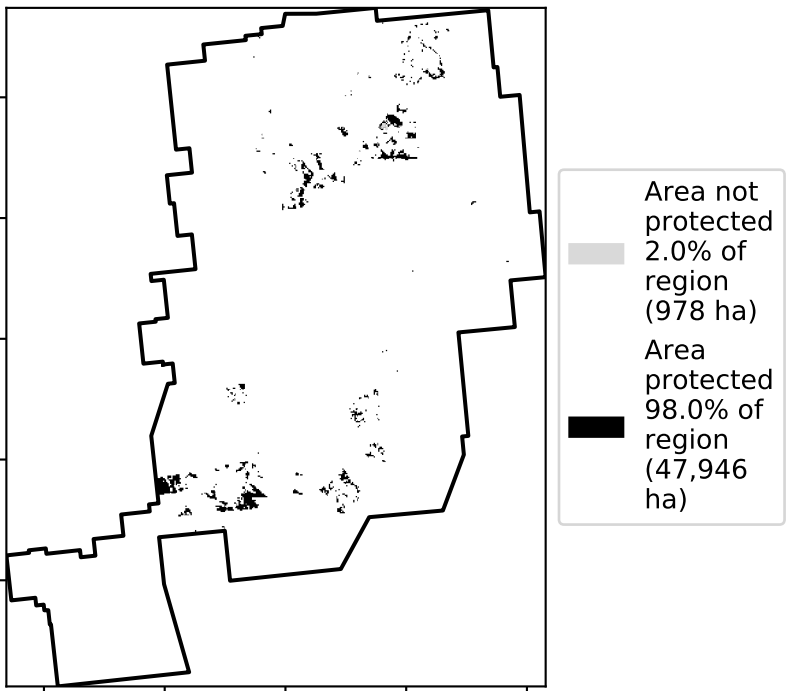 Area not
protected
2.0% of
region
(978 ha)
Area
protected
98.0% of
region
(47,946
ha)